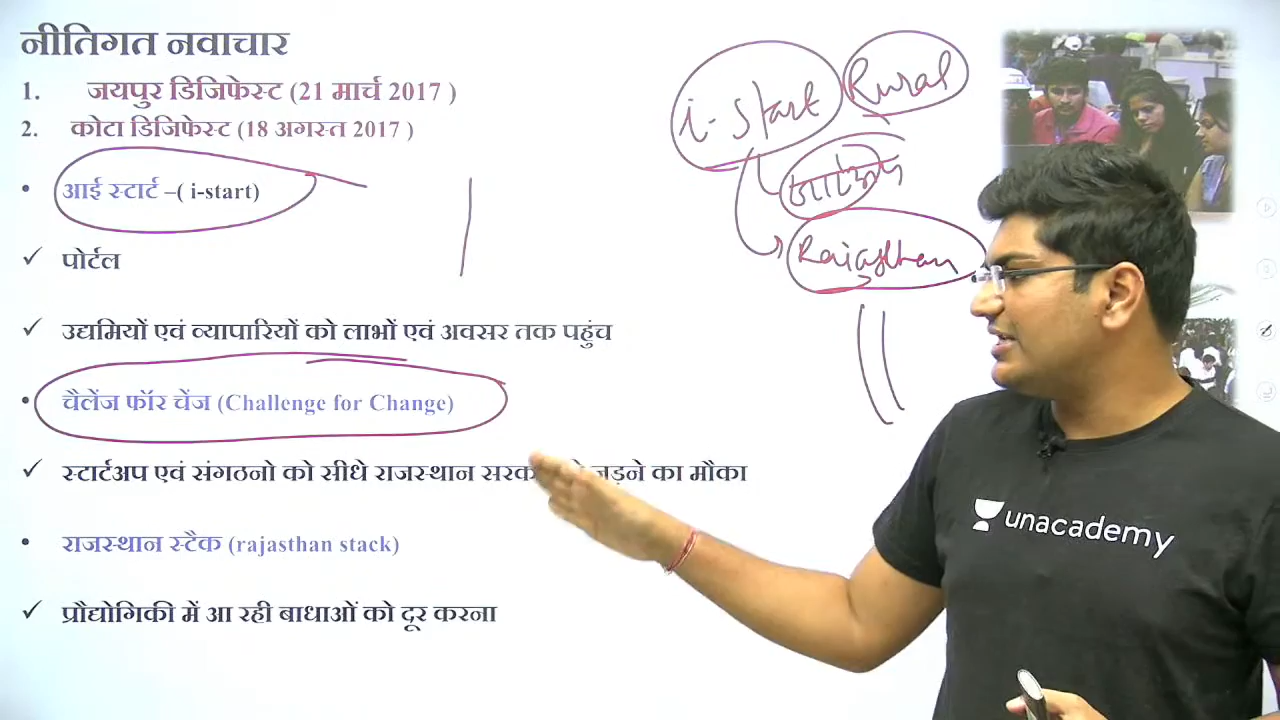 नीतिगत नवाचार
1. जयपुर डिजिफेस्ट (21 मार्च 2017 )
2. कोटा डिजिफेस्ट (18 अगस्त 2017 )
• आई स्टार्ट –( i-start)
✓ पोर्टल
✓ उद्यमियों एवं व्यापारियों को लाभों एवं अवसर तक पहुंच
• चैलेंज फॉर चेंज (Challenge for Change)
✓ स्टार्टअप एवं संगठनो को सीधे राजस्थान का मौका
• राजस्थान स्टैक (rajasthan stack)
✓ प्रौद्योगिकी में आ रही बाधाओं को दूर करना
i-start Rural
Rajasthan
unacademy